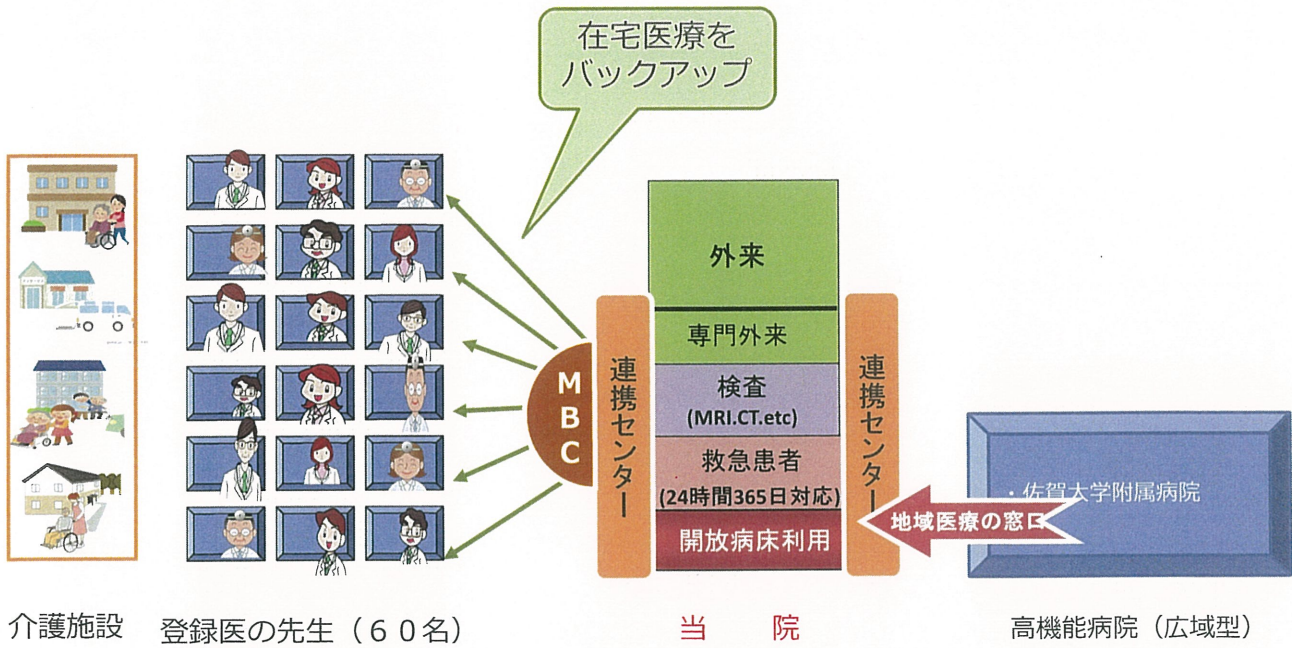 在宅医療を
バックアップ
外来
専門外来
検査
(MRI.CT.etc)
救急患者
(24時間365日対応)
開放病床利用
MBC
連携センター
連携センター
・佐賀大学附属病院
地域医療の窓口
介護施設
登録医の先生（６０名）
当　　院
高機能病院（広域型）